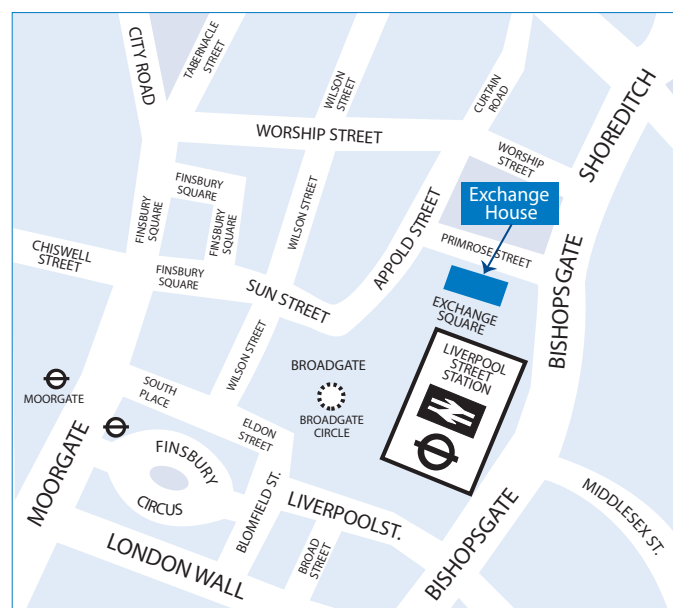 CITY ROAD
TABERNACLE
STREET
WILSON
STREET
CURTAIN
ROAD
SHOREDITCH
WORSHIP STREET
WORSHIP
STREET
FINSBURY
SQUARE
Exchange
House
FINSBURY
SQUARE
FINSBURY
SQUARE
WILSON STREET
APPOLD STREET
PRIMROSE STREET
CHISWELL
STREET
FINSBURY
SQUARE
SUN STREET
EXCHANGE
SQUARE
BISHOPSGATE
WILSON STREET
LIVERPOOL
STREET
STATION
BROADGATE
SOUTH
PLACE
MOORGATE
BROADGATE
CIRCLE
ELDON
STREET
FINSBURY
CIRCUS
MOORGATE
BLOMFIELD ST.
LIVERPOOLST.
BISHOPSGATE
MIDDLESEX ST.
LONDON WALL
BROAD
STREET